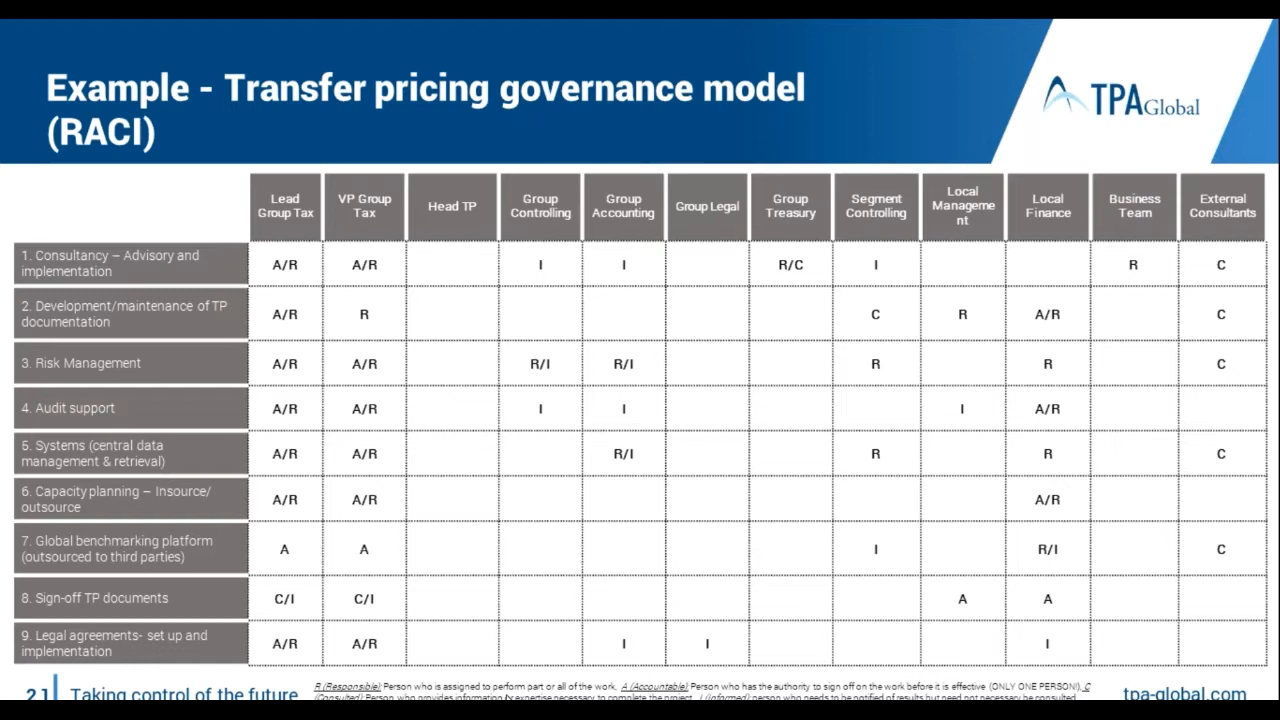 Example - Transfer pricing governance model
(RACI)
TPA Global
Lead Group Tax | VP Group Tax | Head TP | Group Controlling | Group Accounting | Group Legal | Group Treasury | Segment Controlling | Local Manageme nt | Local Finance | Business Team | External Consultants
1. Consultancy – Advisory and implementation A/R A/R I I R/C I R C
2. Development/maintenance of TP documentation A/R R C R A/R C
3. Risk Management A/R A/R R/I R/I R R C
4. Audit support A/R A/R I I I A/R
5. Systems (central data management & retrieval) A/R A/R R/I R R C
6. Capacity planning – Insource/ outsource A/R A/R A/R
7. Global benchmarking platform (outsourced to third parties) A A I R/I C
8. Sign-off TP documents C/I C/I A A
9. Legal agreements- set up and implementation A/R A/R I I I
21 Taking control of the future
R (Responsible): Person who is assigned to perform part or all of the work, A (Accountable): Person who has the authority to sign off on the work before it is effective (ONLY ONE PERSON!), C
(Consulted): Person who provides information/expertise necessary to complete the project, I (Informed): person who needs to be notified of results but need not necessary be consulted
tpa-global.com